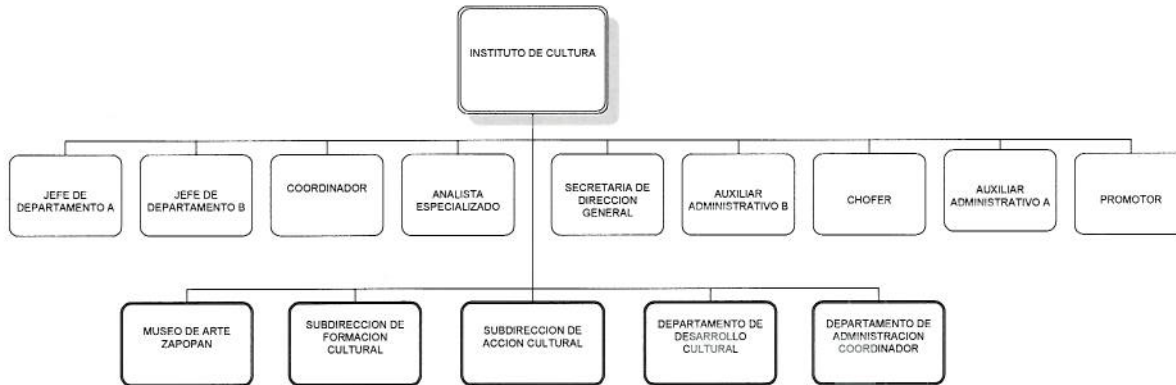 INSTITUTO DE CULTURA
JEFE DE
DEPARTAMENTO A
JEFE DE
DEPARTAMENTO B
COORDINADOR
ANALISTA
ESPECIALIZADO
SECRETARIA DE
DIRECCION
GENERAL
AUXILIAR
ADMINISTRATIVO B
CHOFER
AUXILIAR
ADMINISTRATIVO A
PROMOTOR
MUSEO DE ARTE
ZAPOPAN
SUBDIRECCION DE
FORMACION
CULTURAL
SUBDIRECCION DE
ACCION CULTURAL
DEPARTAMENTO DE
DESARROLLO
CULTURAL
DEPARTAMENTO DE
ADMINISTRACION
COORDINADOR